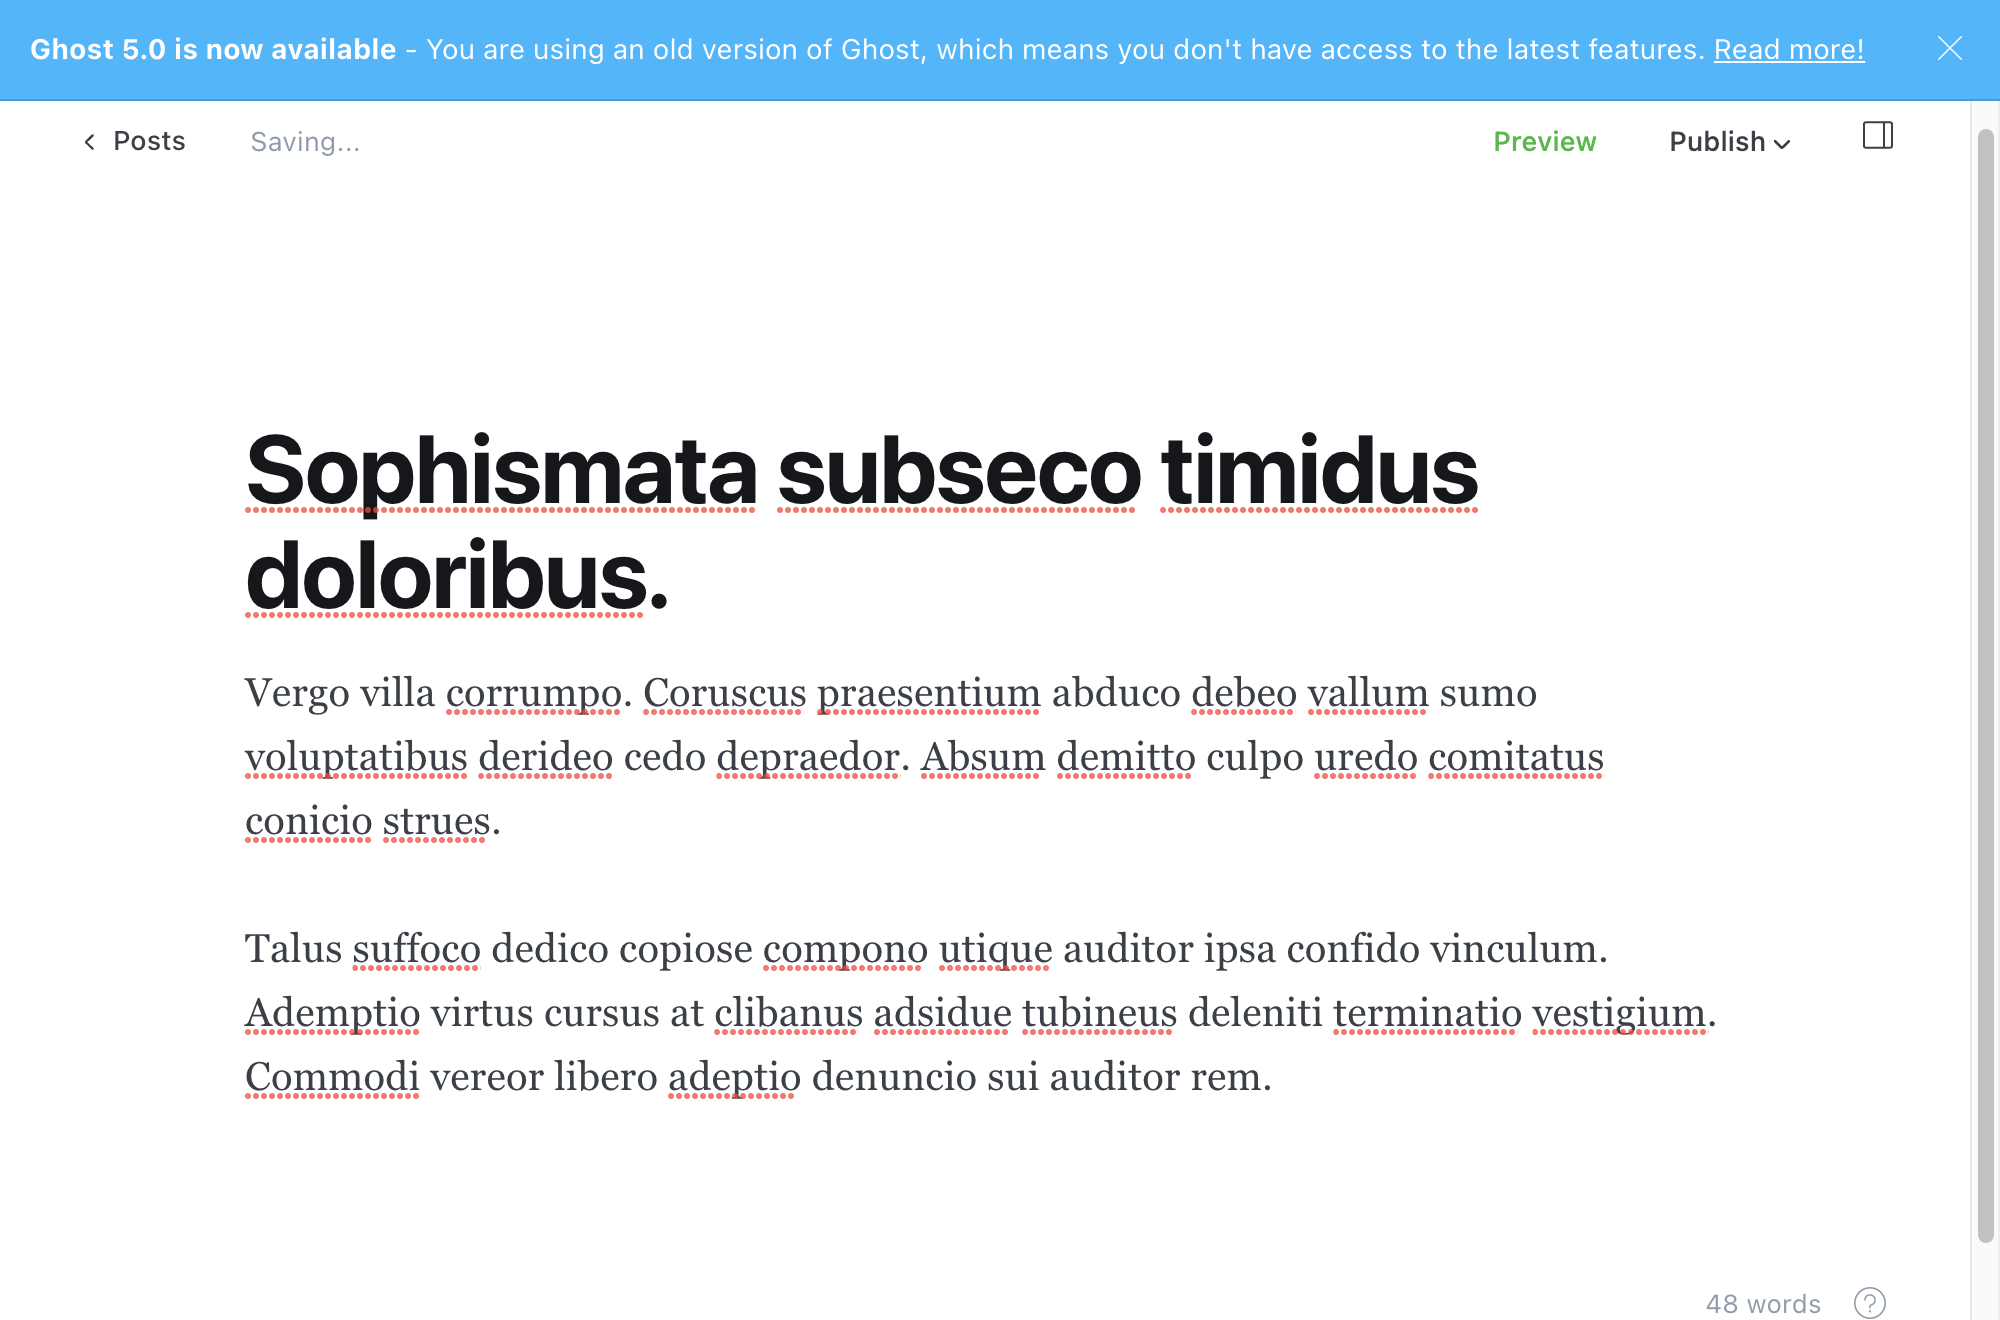 Ghost 5.0 is now available - You are using an old version of Ghost, which means you don't have access to the latest features. Read more!
Posts Saving... Preview Publish
Sophismata subseco timidus
doloribus.
Vergo villa corrumpo. Coruscus praesentium abduco debeo vallum sumo
voluptatibus derideo cedo depraedor. Absum demitto culpo uredo comitatus
conicio strues.
Talus suffoco dedico copiose compono utique auditor ipsa confido vinculum.
Ademptio virtus cursus at clibanus adsidue tubineus deleniti terminatio vestigium.
Commodi vereor libero adeptio denuncio sui auditor rem.
48 words ?